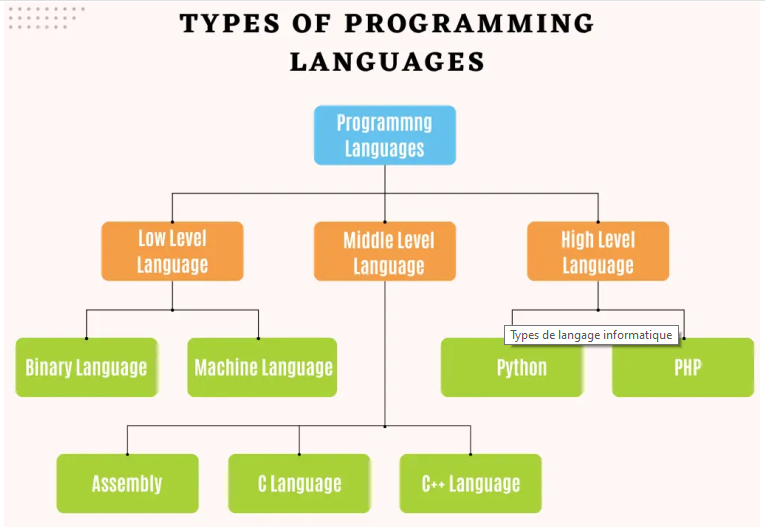 TYPES OF PROGRAMMING
LANGUAGES
Programmng
Languages
Low Level
Language
Middle Level
Language
High Level
Language
Types de langage informatique
Binary Language
Machine Language
Python
PHP
Assembly
C Language
C++ Language